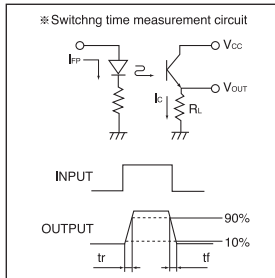 ※ Switchng time measurement circuit
IFP
VCC
VOUT
IC
RL
INPUT
OUTPUT
90%
10%
tr
tf